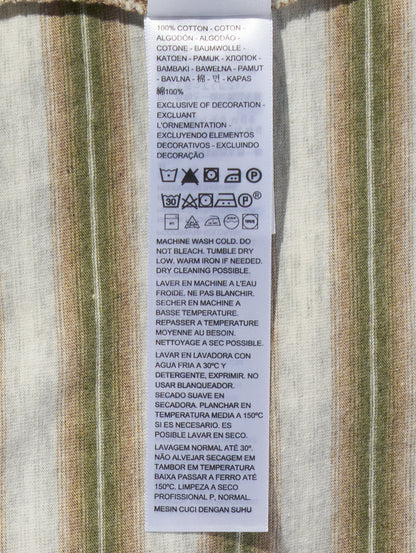 100% COTTON - COTON -
ALGODÓN - ALGODÃO -
COTONE - BAUMWOLLE -
KATOEN - PAMUK - ХЛОПОК -
BAMBAKI - BAWEŁNA - PAMUT
- BAVLNA - 棉 - 면 - KAPAS
綿100%
EXCLUSIVE OF DECORATION -
EXCLUANT
L'ORNEMENTATION -
EXCLUYENDO ELEMENTOS
DECORATIVOS - EXCLUINDO
DECORAÇÃO
P
30 P ®
MACHINE WASH COLD. DO
NOT BLEACH. TUMBLE DRY
LOW. WARM IRON IF NEEDED.
DRY CLEANING POSSIBLE.
LAVER EN MACHINE A L'EAU
FROIDE. NE PAS BLANCHIR.
SECHER EN MACHINE A
BASSE TEMPERATURE.
REPASSER A TEMPERATURE
MOYENNE AU BESOIN.
NETTOYAGE A SEC POSSIBLE.
LAVAR EN LAVADORA CON
AGUA FRIA A 30ºC Y
DETERGENTE, EXPRIMIR. NO
USAR BLANQUEADOR.
SECADO SUAVE EN
SECADORA. PLANCHAR EN
TEMPERATURA MEDIA A 150ºC
SI ES NECESARIO. ES
POSIBLE LAVAR EN SECO.
LAVAGEM NORMAL ATÉ 30º.
NÃO ALVEJAR SECAGEM EM
TAMBOR EM TEMPERATURA
BAIXA PASSAR A FERRO ATÉ
150ºC. LIMPEZA A SECO
PROFISSIONAL P, NORMAL.
MESIN CUCI DENGAN SUHU